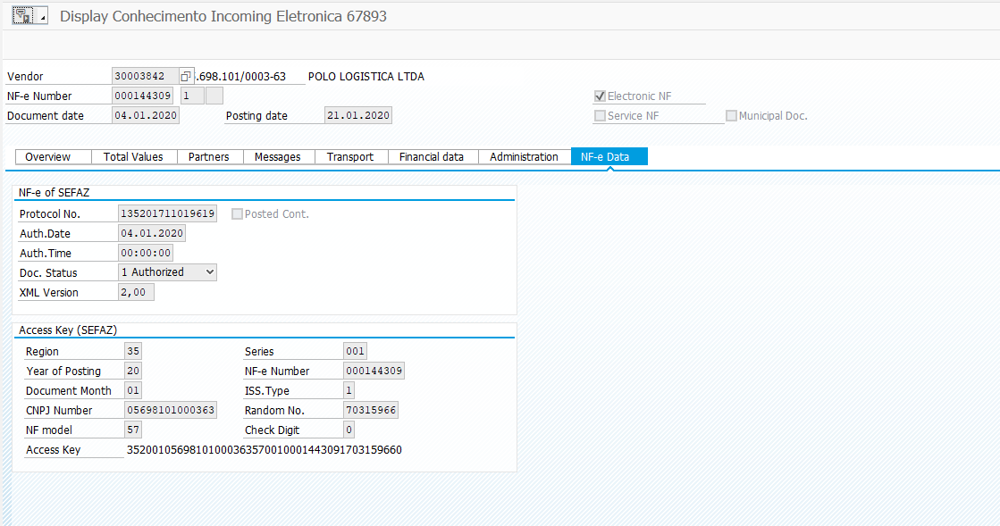 Display Conhecimento Incoming Eletronica 67893
Vendor 30003842 .698.101/0003-63 POLO LOGISTICA LTDA
NF-e Number 000144309 1 Electronic NF
Document date 04.01.2020 Posting date 21.01.2020 Service NF Municipal Doc.
Overview Total Values Partners Messages Transport Financial data Administration NF-e Data
NF-e of SEFAZ
Protocol No. 135201711019619 Posted Cont.
Auth.Date 04.01.2020
Auth.Time 00:00:00
Doc. Status 1 Authorized
XML Version 2,00
Access Key (SEFAZ)
Region 35 Series 001
Year of Posting 20 NF-e Number 000144309
Document Month 01 ISS.Type 1
CNPJ Number 05698101000363 Random No. 70315966
NF model 57 Check Digit 0
Access Key 35200105698101000363570010001443091703159660